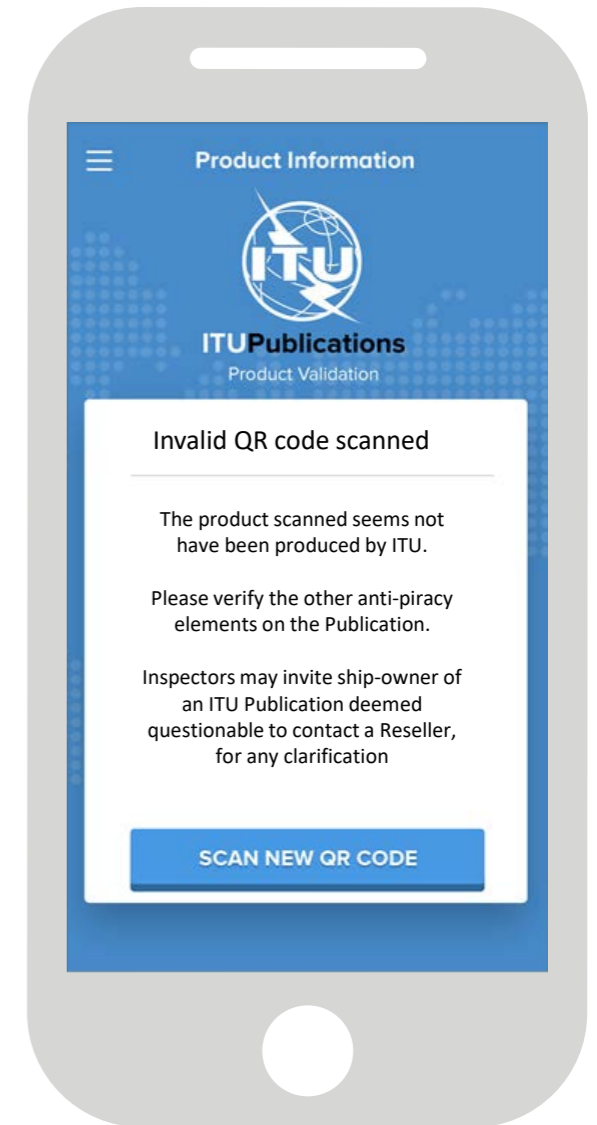 Product Information
ITU
ITUPublications
Product Validation
Invalid QR code scanned
The product scanned seems not
have been produced by ITU.
Please verify the other anti-piracy
elements on the Publication.
Inspectors may invite ship-owner of
an ITU Publication deemed
questionable to contact a Reseller,
for any clarification
SCAN NEW QR CODE